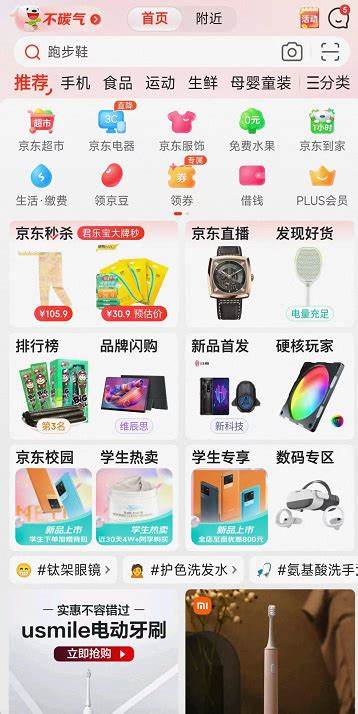 不碳气
首页
附近
活动
5
跑步鞋
推荐 手机 食品 运动 生鲜 母婴童装 三分类
超市
直降
3C
0元
1小时
京东超市 京东电器 京东服饰 免费水果 京东到家
专属
券
生活·缴费 领京豆 领券 借钱 PLUS会员
京东秒杀 君乐宝大牌秒 京东直播 发现好货
¥105.9 ¥30.9 预估价 电量充足
排行榜 品牌闪购 新品首发 硬核玩家
第3名 维辰思 新科技
京东校园 学生热卖 学生专享 数码专区
新品上市 新品上市 新品上市
学生下单加赠背包 近30天4W+同学购买 全店至高优惠800元
#钛架眼镜 #护色洗发水 #氨基酸洗手
实惠不容错过
usmile电动牙刷
立即抢购